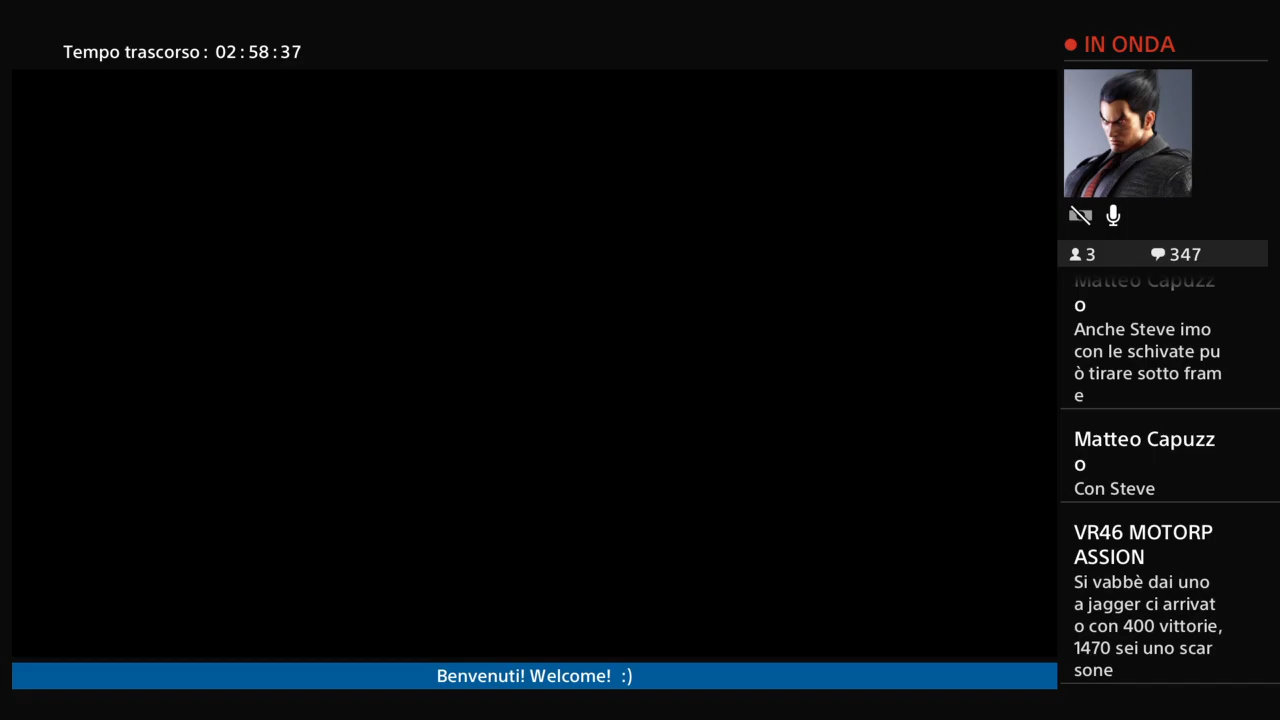 Tempo trascorso : 02 : 58 : 37
IN ONDA
3 347
Matteo Capuzz
o
Anche Steve imo
con le schivate pu
ò tirare sotto fram
e
Matteo Capuzz
o
Con Steve
VR46 MOTORP
ASSION
Si vabbè dai uno
a jagger ci arrivat
o con 400 vittorie,
1470 sei uno scar
sone
Benvenuti! Welcome! :)